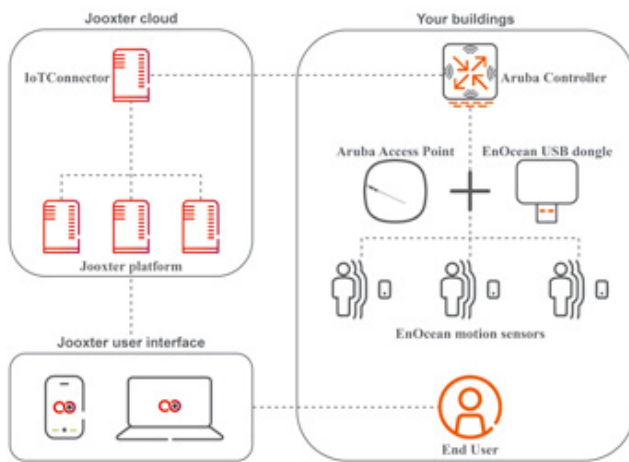 Jooxter cloud
Your buildings
IoTConnector
Aruba Controller
Aruba Access Point
EnOcean USB dongle
Jooxter platform
EnOcean motion sensors
Jooxter user interface
End User